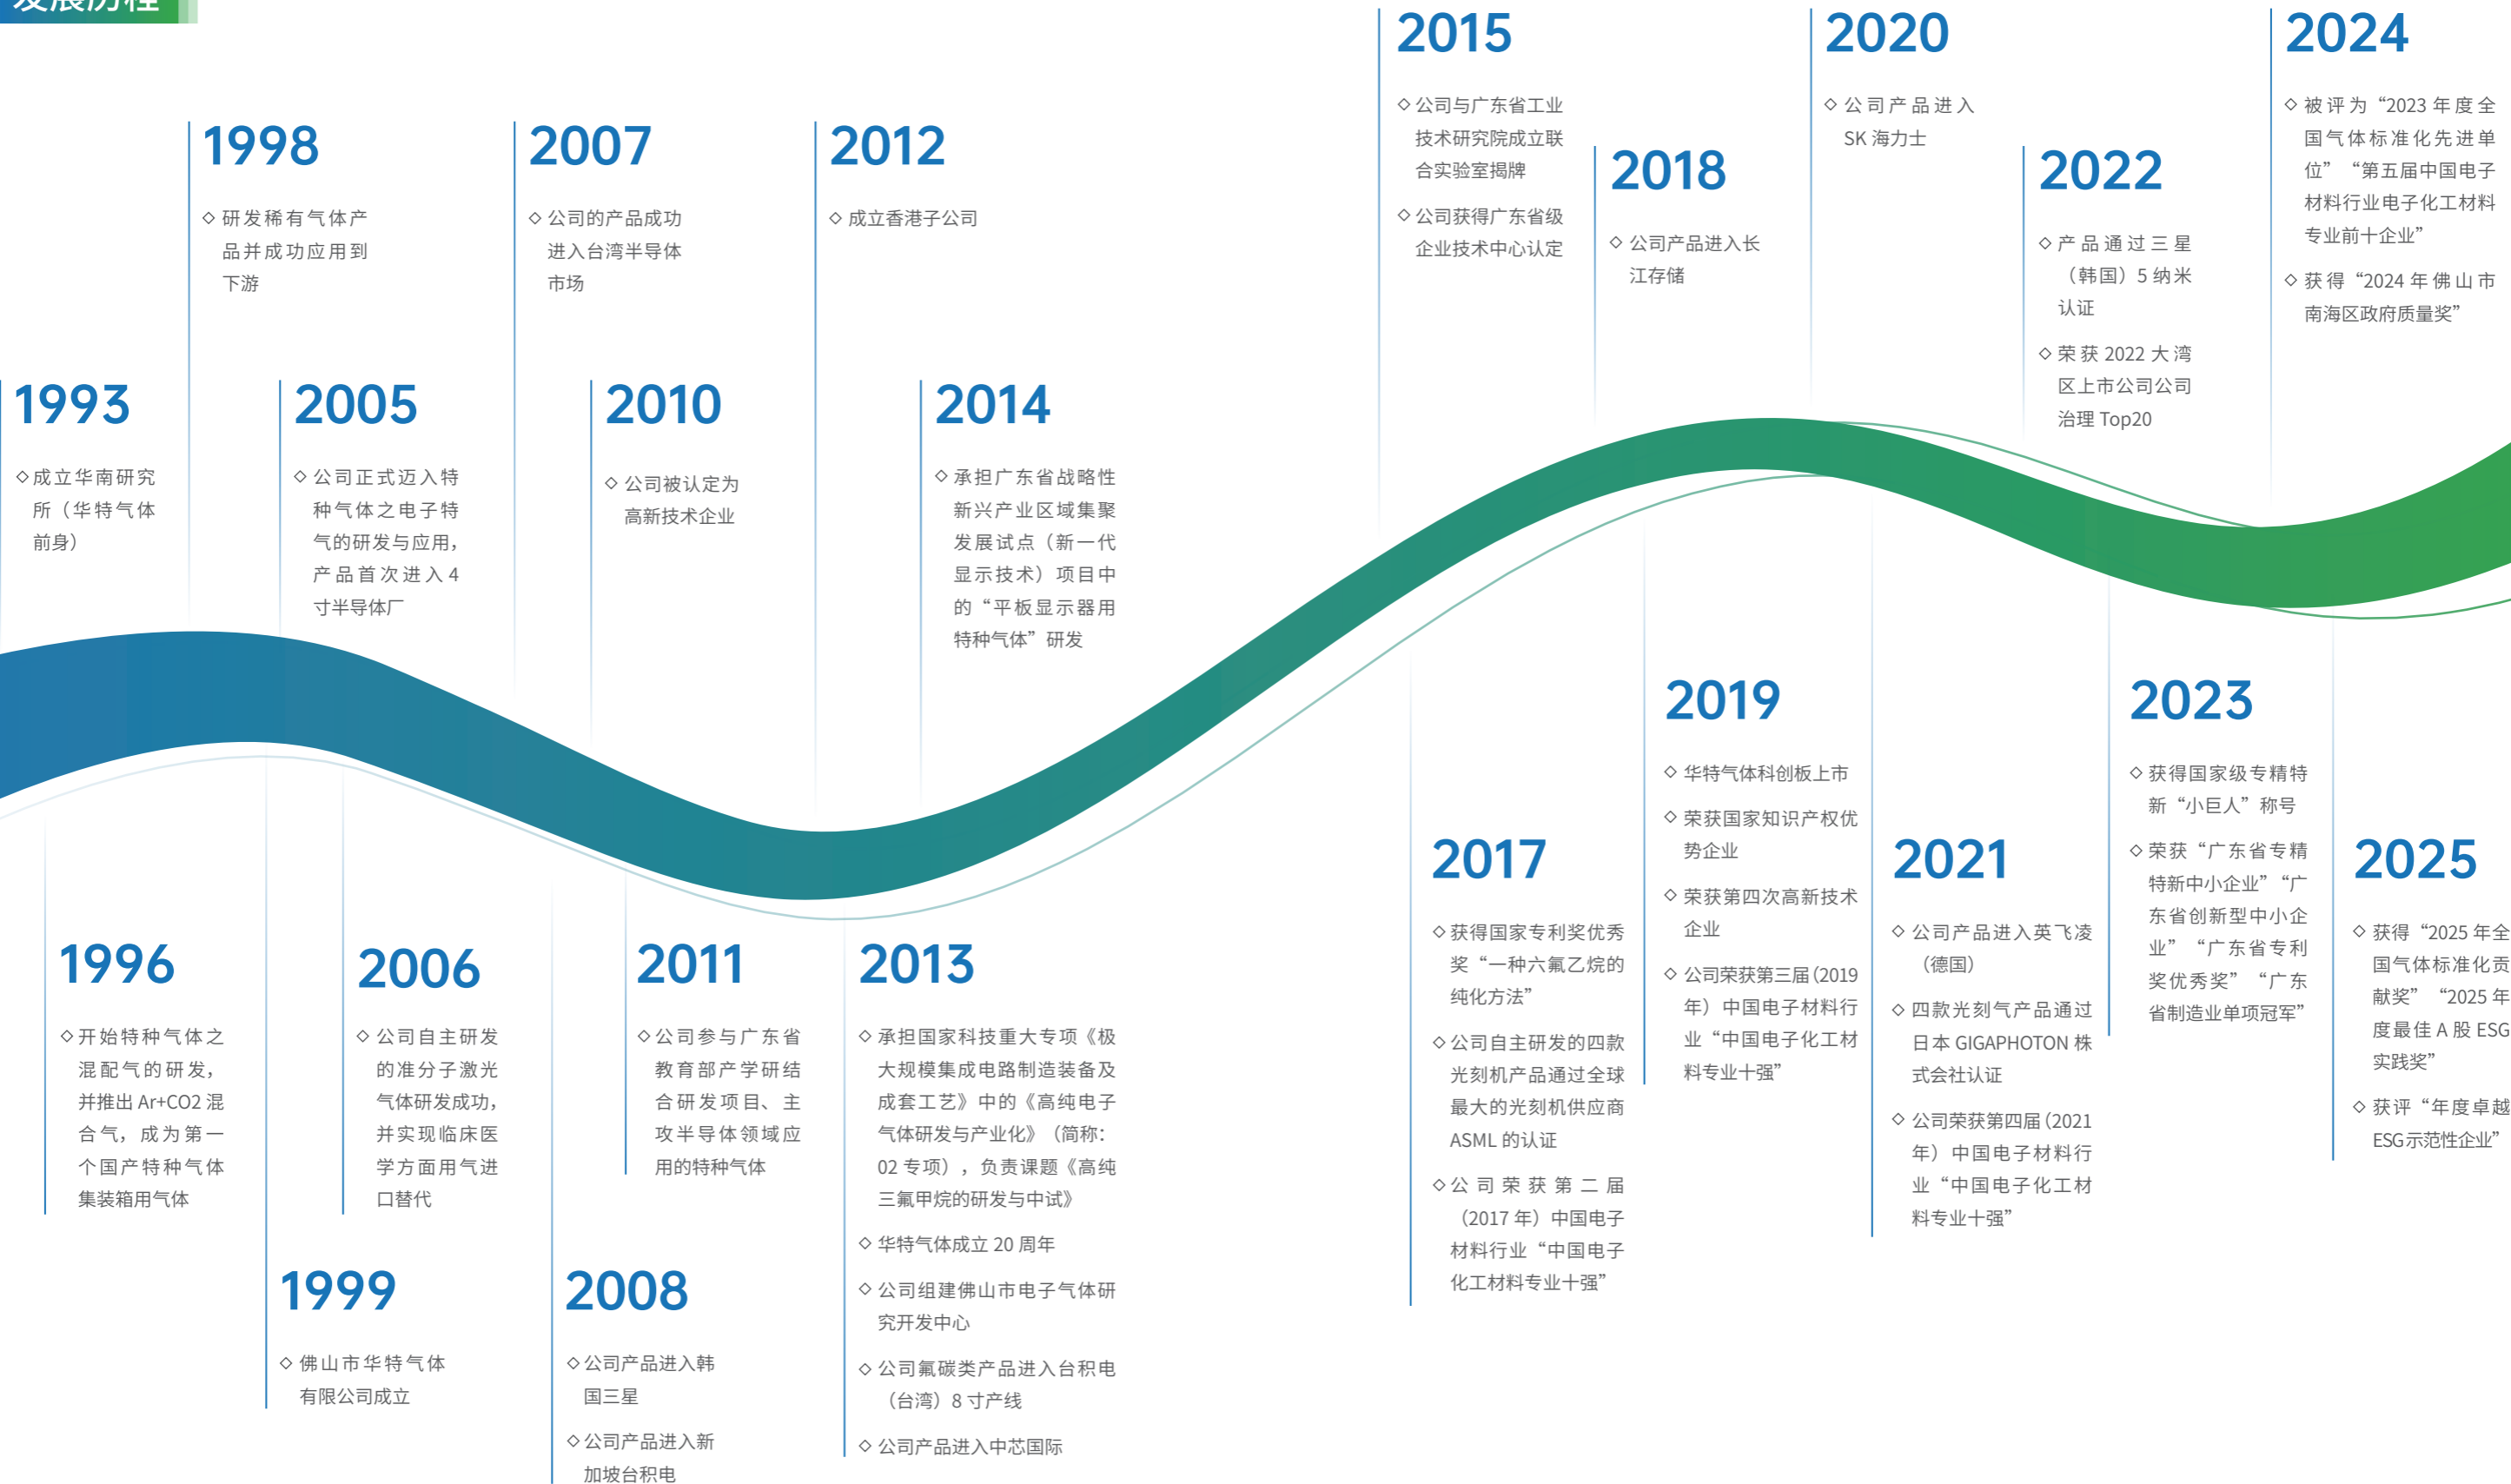 发展历程
1993
◇成立华南研究
所（华特气体
前身）
1996
◇开始特种气体之
混配气的研发，
并推出 Ar+CO2 混
合气，成为第一
个国产特种气体
集装箱用气体
1998
◇ 研发稀有气体产
品并成功应用到
下游
1999
◇ 佛山市华特气体
有限公司成立
2005
◇ 公司正式迈入特
种气体之电子特
气的研发与应用，
产品首次进入 4
寸半导体厂
2006
◇ 公司自主研发
的准分子激光
气体研发成功，
并实现临床医
学方面用气进
口替代
2007
◇ 公司的产品成功
进入台湾半导体
市场
2008
◇公司产品进入韩
国三星
◇公司产品进入新
加坡台积电
2010
◇ 公司被认定为
高新技术企业
2011
◇公司参与广东省
教育部产学研结
合研发项目、主
攻半导体领域应
用的特种气体
2012
◇ 成立香港子公司
2013
◇ 承担国家科技重大专项《极
大规模集成电路制造装备及
成套工艺》中的《高纯电子
气体研发与产业化》（简称：
02 专项），负责课题《高纯
三氟甲烷的研发与中试》
◇ 华特气体成立 20 周年
◇ 公司组建佛山市电子气体研
究开发中心
◇ 公司氟碳类产品进入台积电
（台湾）8 寸产线
◇ 公司产品进入中芯国际
2014
◇ 承担广东省战略性
新兴产业区域集聚
发展试点（新一代
显示技术）项目中
的“平板显示器用
特种气体”研发
2015
◇ 公司与广东省工业
技术研究院成立联
合实验室揭牌
◇ 公司获得广东省级
企业技术中心认定
2017
◇获得国家专利奖优秀
奖“一种六氟乙烷的
纯化方法”
◇公司自主研发的四款
光刻机产品通过全球
最大的光刻机供应商
ASML 的认证
◇公司荣获第二届
（2017 年）中国电子
材料行业“中国电子
化工材料专业十强”
2018
◇ 公司产品进入长
江存储
2019
◇ 华特气体科创板上市
◇ 荣获国家知识产权优
势企业
◇ 荣获第四次高新技术
企业
◇ 公司荣获第三届（2019
年）中国电子材料行
业“中国电子化工材
料专业十强”
2020
◇ 公司产品进入
SK 海力士
2021
◇ 公司产品进入英飞凌
（德国）
◇ 四款光刻气产品通过
日本 GIGAPHOTON 株
式会社认证
◇ 公司荣获第四届（2021
年）中国电子材料行
业“中国电子化工材
料专业十强”
2022
◇ 产品通过三星
（韩国）5 纳米
认证
◇ 荣获 2022 大湾
区上市公司公司
治理 Top20
2023
◇ 获得国家级专精特
新“小巨人”称号
◇ 荣获“广东省专精
特新中小企业”“广
东省创新型中小企
业”“广东省专利
奖优秀奖”“广东
省制造业单项冠军”
2024
◇ 被评为“2023 年度全
国气体标准化先进单
位”“第五届中国电子
材料行业电子化工材料
专业前十企业”
◇ 获得“2024 年佛山市
南海区政府质量奖”
2025
◇ 获得“2025 年全
国气体标准化贡
献奖”“2025 年
度最佳 A 股 ESG
实践奖”
◇ 获评“年度卓越
ESG示范性企业”